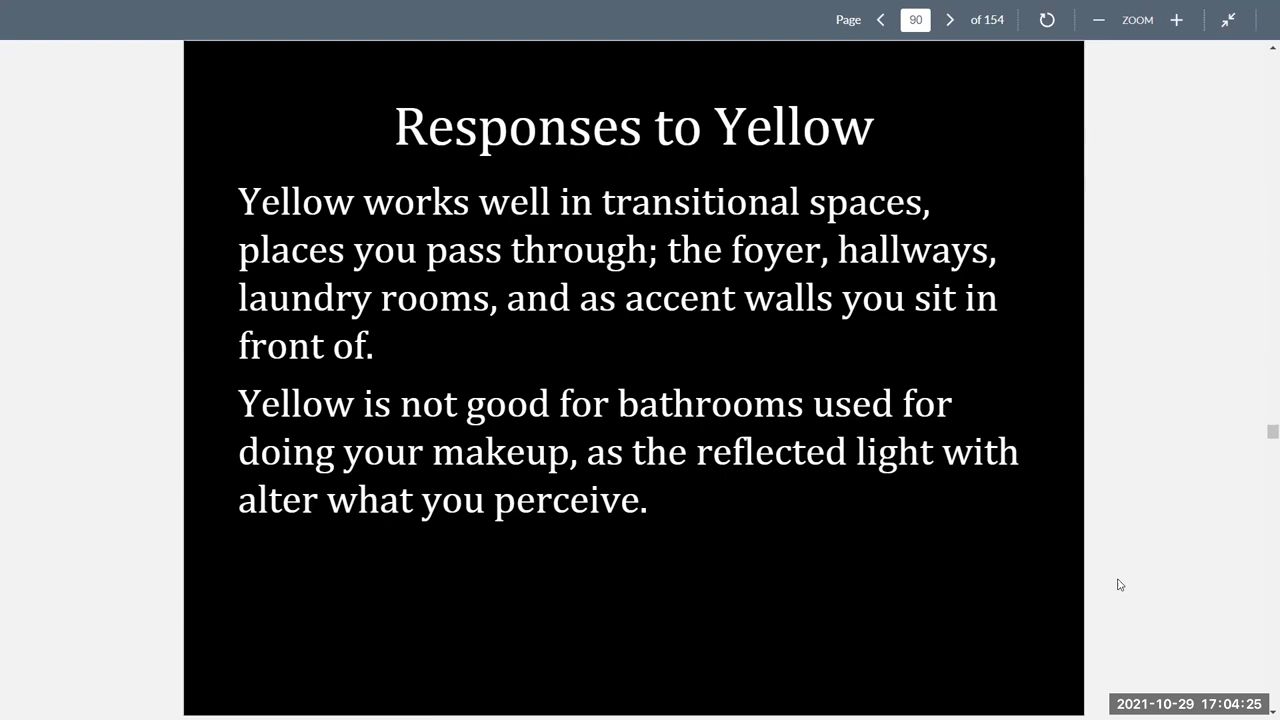 Page 90 of 154 ZOOM
Responses to Yellow
Yellow works well in transitional spaces,
places you pass through; the foyer, hallways,
laundry rooms, and as accent walls you sit in
front of.
Yellow is not good for bathrooms used for
doing your makeup, as the reflected light with
alter what you perceive.
2021-10-29 17:04:25